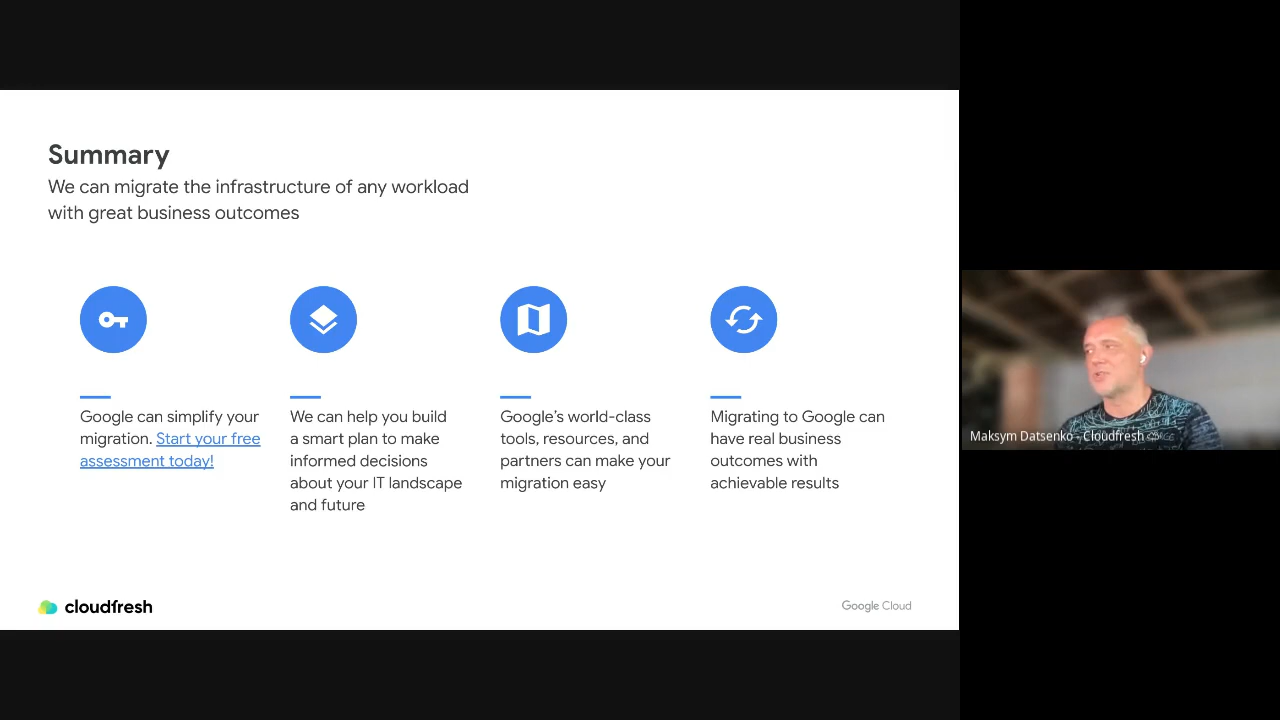 Summary
We can migrate the infrastructure of any workload
with great business outcomes
Google can simplify your
migration. Start your free
assessment today!
We can help you build
a smart plan to make
informed decisions
about your IT landscape
and future
Google's world-class
tools, resources, and
partners can make your
migration easy
Migrating to Google can
have real business
outcomes with
achievable results
cloudfresh
Google Cloud
Maksym Datsenko - Cloudfresh